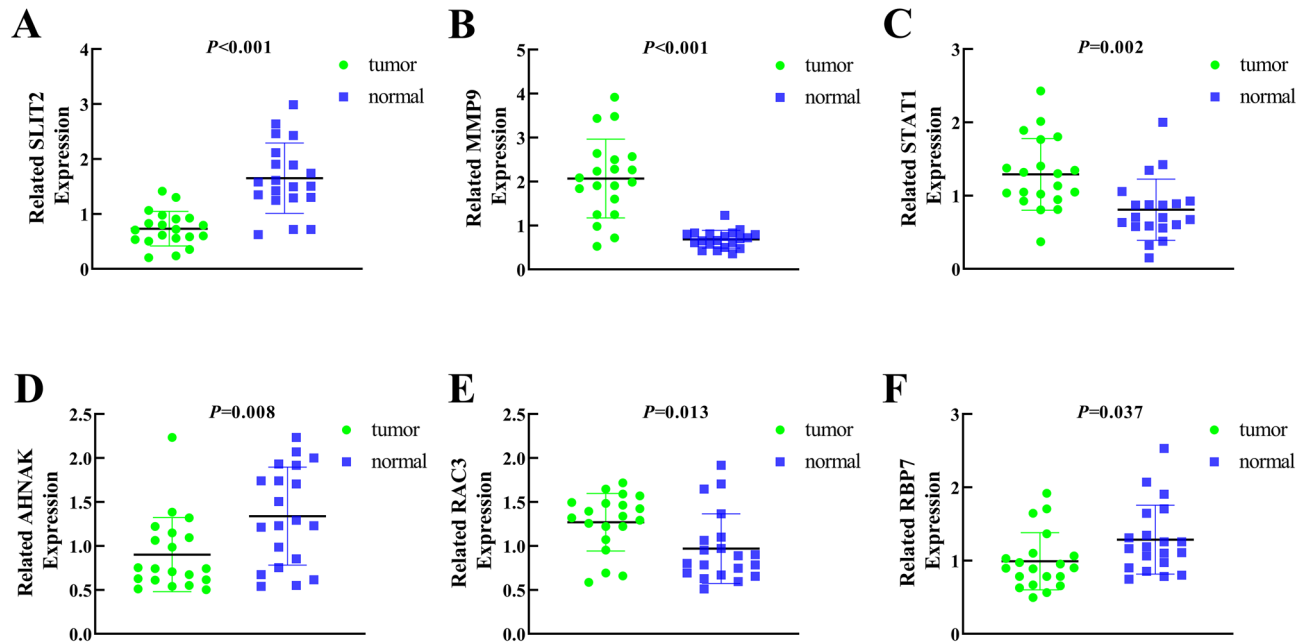 A
P<0.001
Related SLIT2
Expression
4
3
2
1
0
tumor
normal
B
P<0.001
Related MMP9
Expression
5
4
3
2
1
0
tumor
normal
C
P=0.002
Related STAT1
Expression
3
2
1
0
tumor
normal
D
P=0.008
Related AHNAK
Expression
2.5
2.0
1.5
1.0
0.5
0.0
tumor
normal
E
P=0.013
Related RAC3
Expression
2.5
2.0
1.5
1.0
0.5
0.0
tumor
normal
F
P=0.037
Related RBP7
Expression
3
2
1
0
tumor
normal